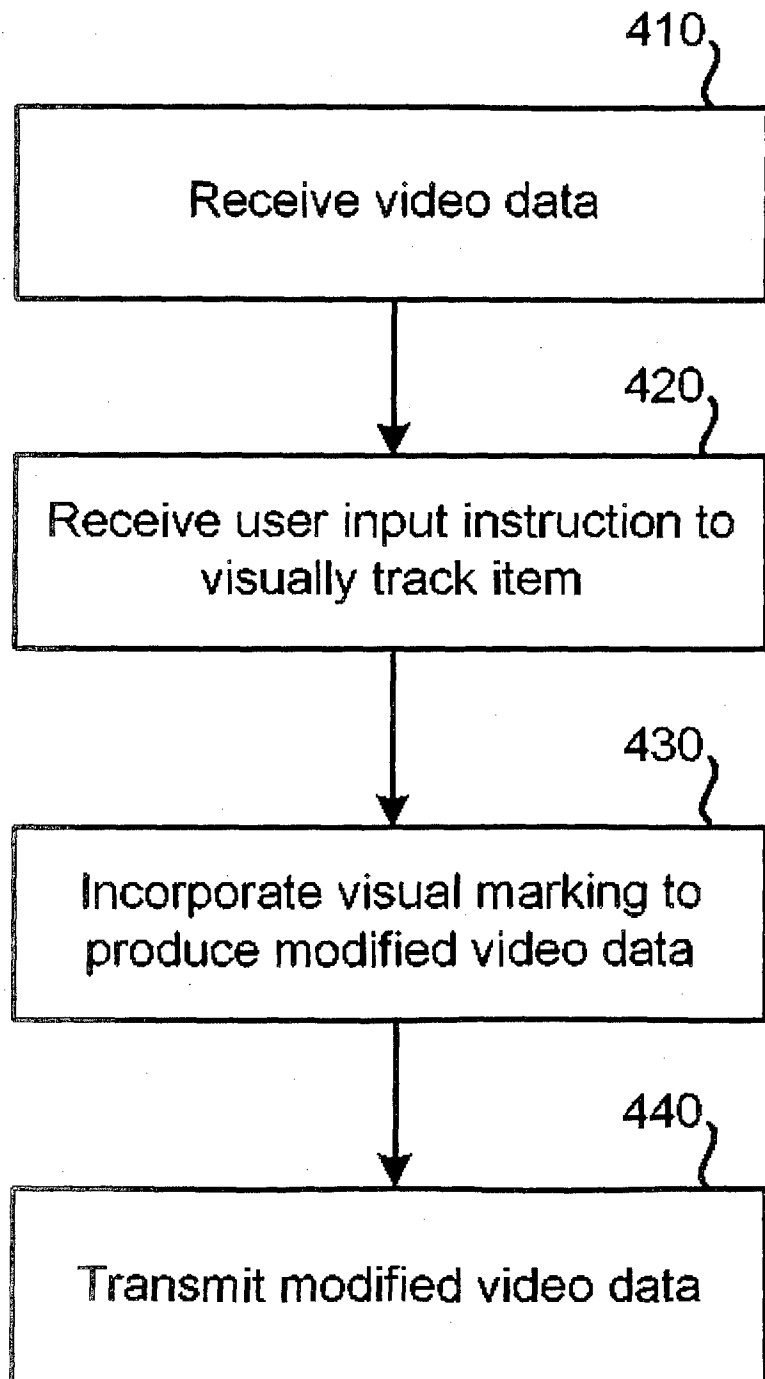 410
Receive video data
420
Receive user input instruction to
visually track item
430
Incorporate visual marking to
produce modified video data
440
Transmit modified video data